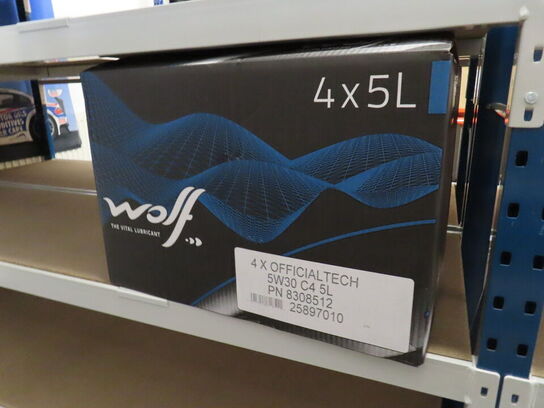 4x5L
wolf
THE VITAL LUBRICANT
4 X OFFICIALTECH
5W30 C4 5L
PN 8308512
25897010